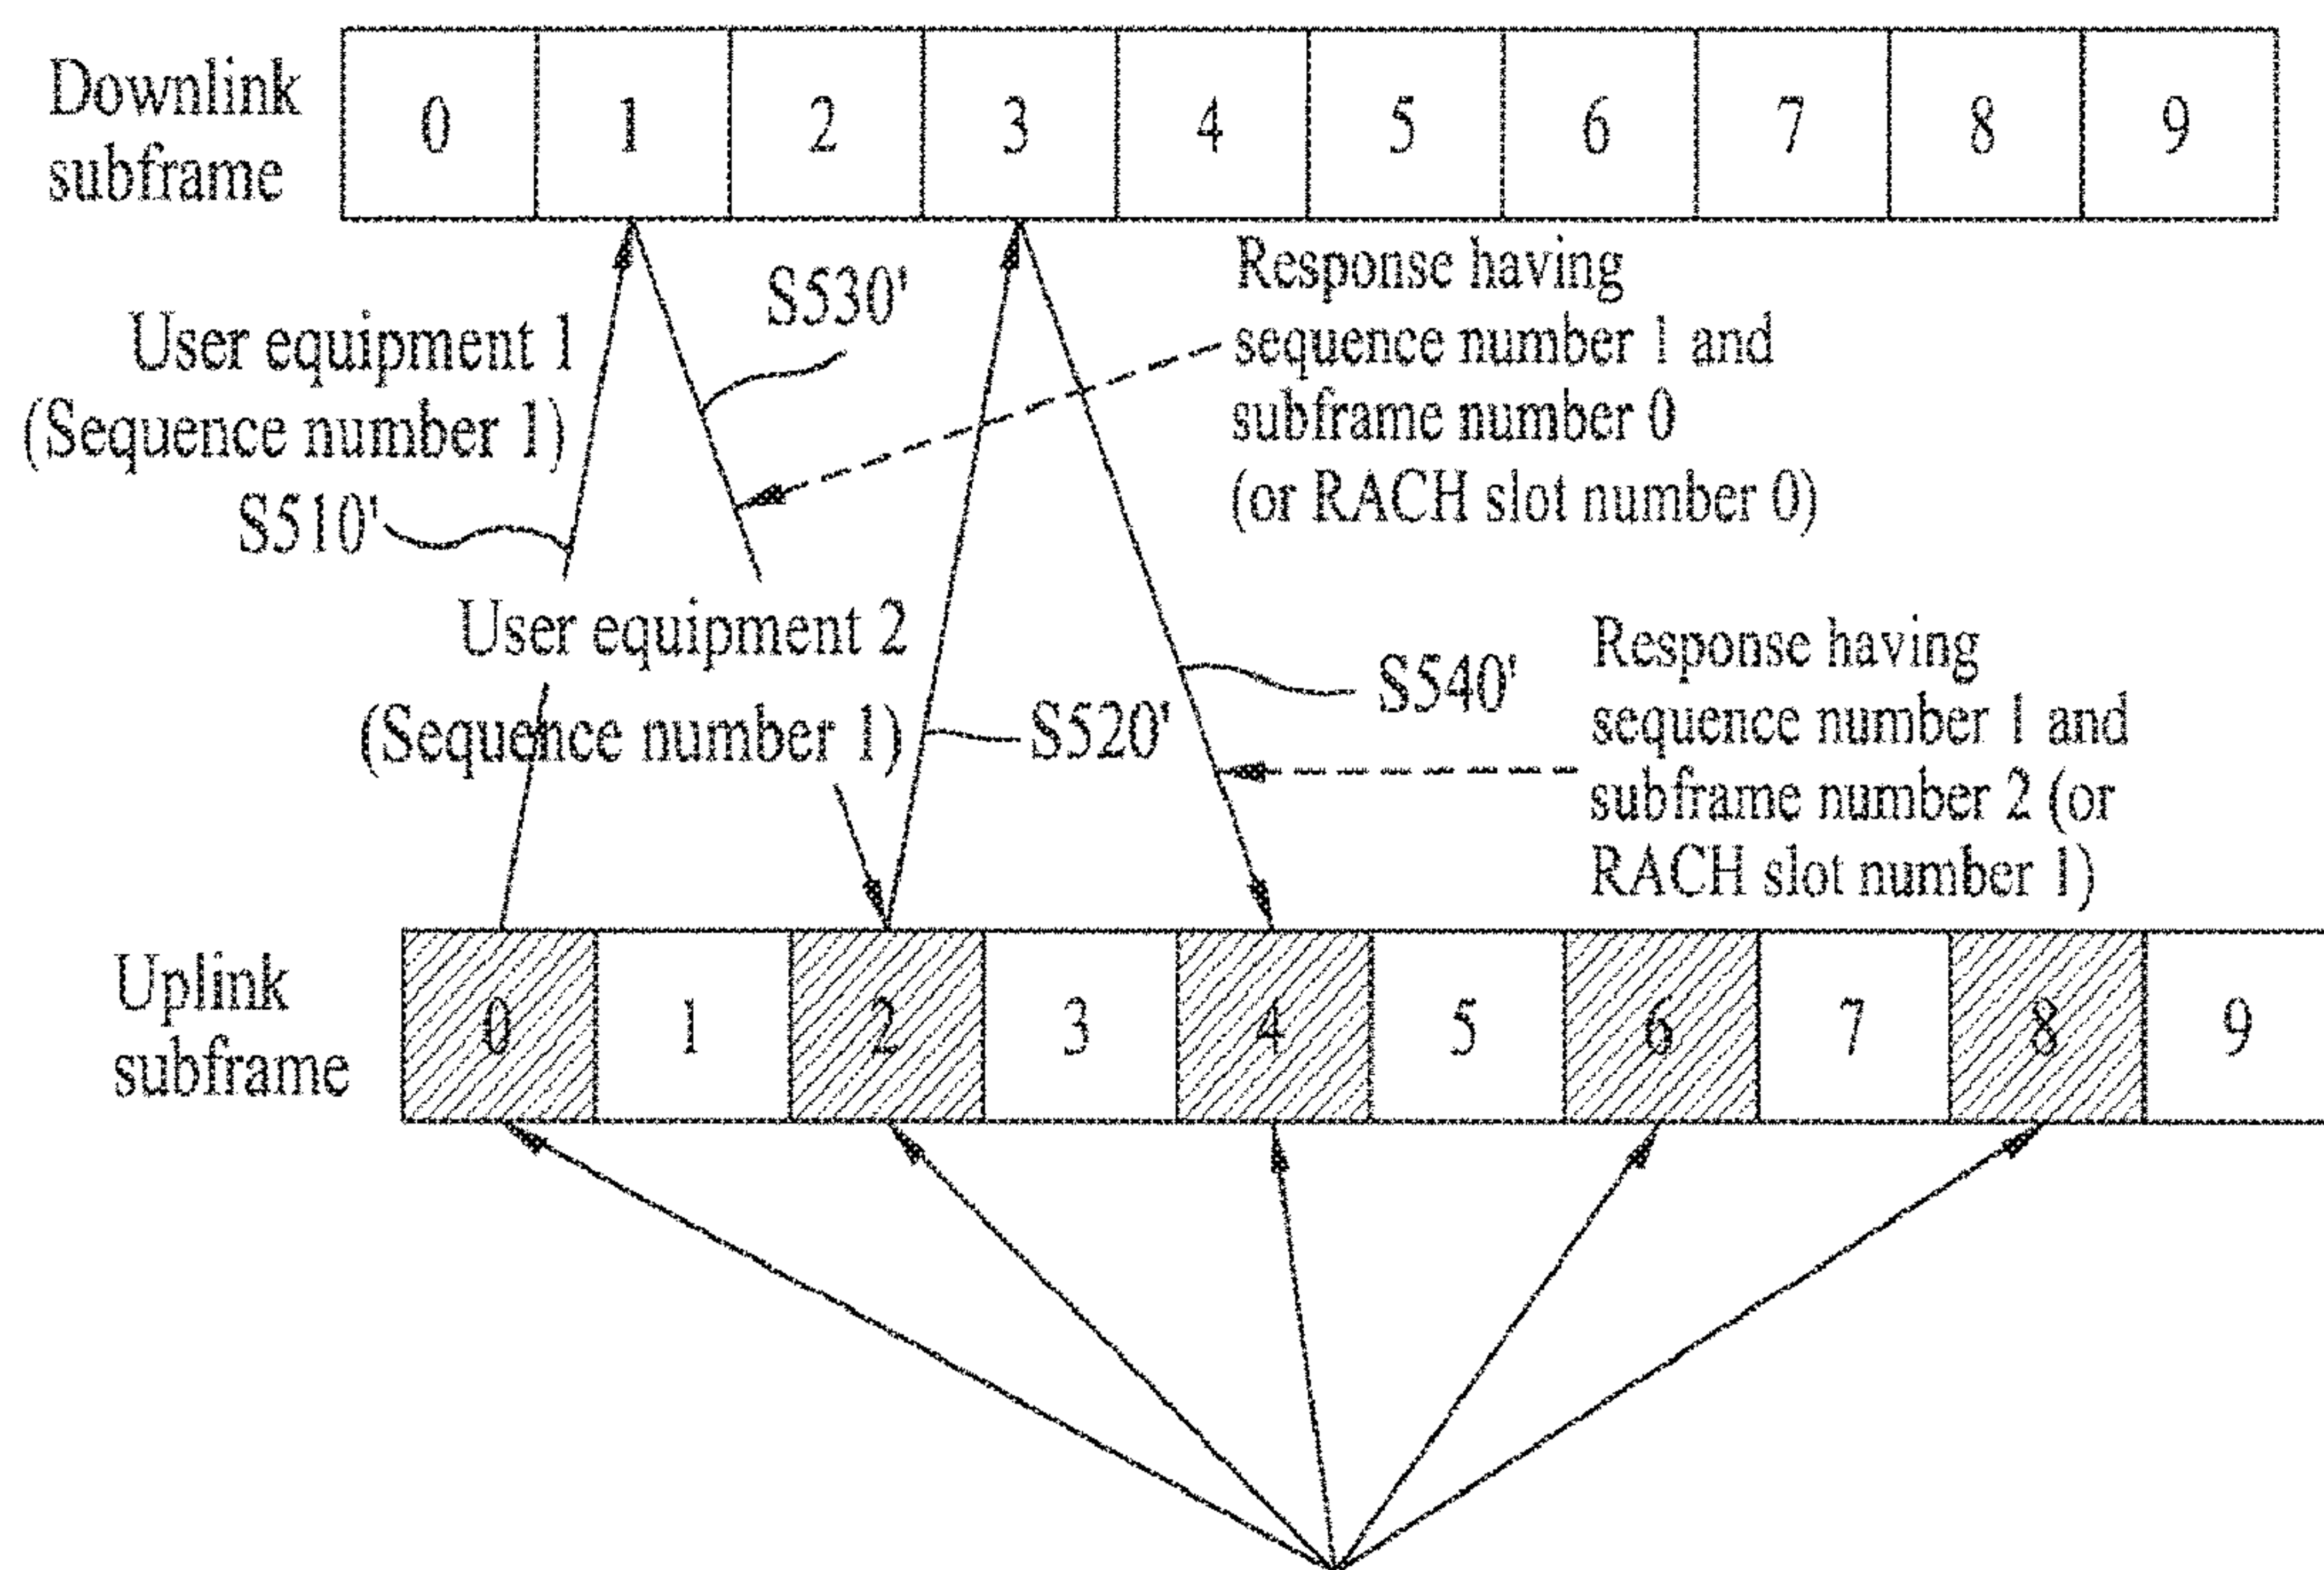 Downlink
subframe
0 1 2 3 4 5 6 7 8 9
User equipment 1
(Sequence number 1)
S510'
S530'
Response having
sequence number 1 and
subframe number 0
(or RACH slot number 0)
User equipment 2
(Sequence number 1)
S520'
S540'
Response having
sequence number 1 and
subframe number 2 (or
RACH slot number 1)
Uplink
subframe
0 1 2 3 4 5 6 7 8 9